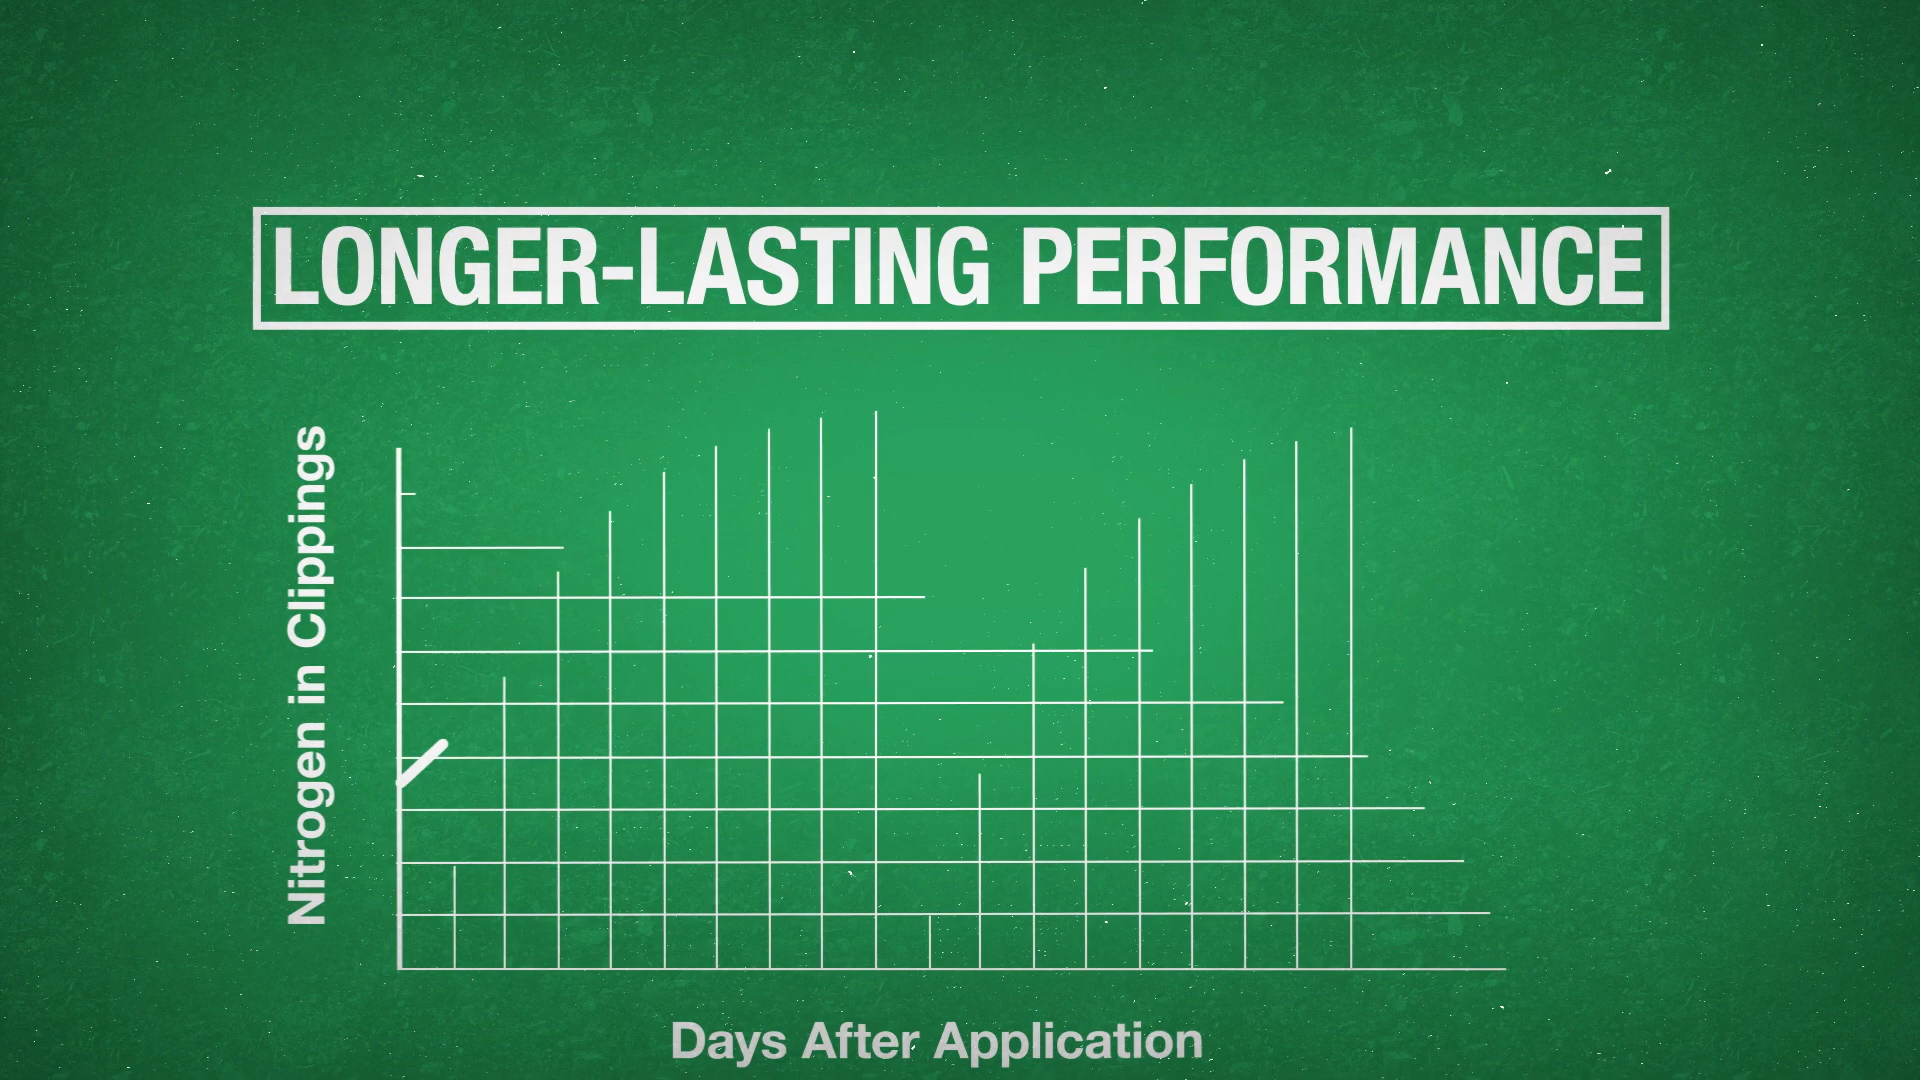 LONGER-LASTING PERFORMANCE
Nitrogen in Clippings
Days After Application